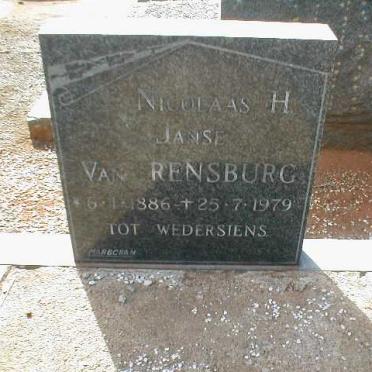 NICOLAAS H
JANSE
VAN RENSBURG
* 6·1·1886 - + 25·7·1979
TOT WEDERSIENS